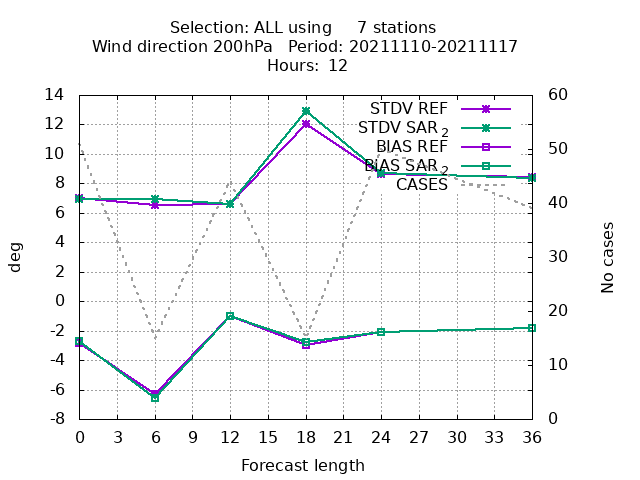 Selection: ALL using 7 stations
Wind direction 200hPa Period: 20211110-20211117
Hours: 12
14
12
10
8
6
4
2
0
-2
-4
-6
-8
deg
STDV REF
STDV SAR 2
BIAS REF
BIAS SAR 2
CASES
60
50
40
30
20
10
0
No cases
0 3 6 9 12 15 18 21 24 27 30 33 36
Forecast length